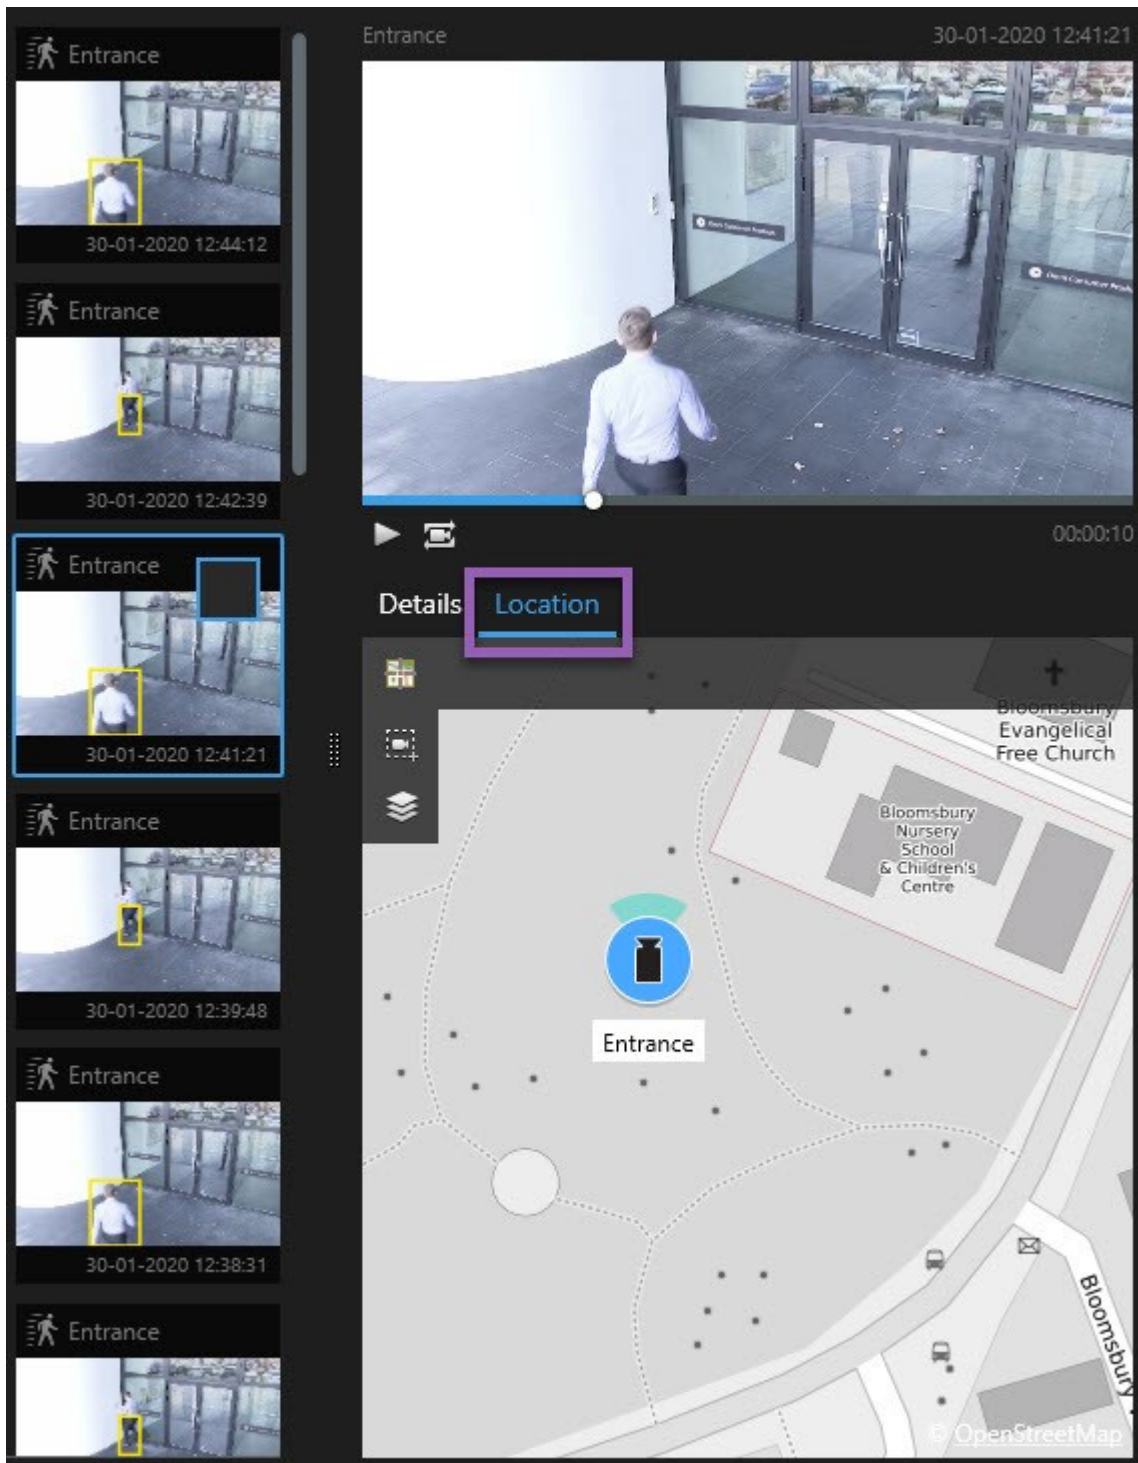 Entrance
30-01-2020 12:44:12
Entrance
30-01-2020 12:42:39
Entrance
30-01-2020 12:41:21
Entrance
30-01-2020 12:39:48
Entrance
30-01-2020 12:38:31
Entrance
Entrance
30-01-2020 12:41:21
00:00:10
Details
Location
Bloomsbury
Evangelical
Free Church
Bloomsbury
Nursery
School
& Children's
Centre
Entrance
Bloomsbury
© OpenStreetMap